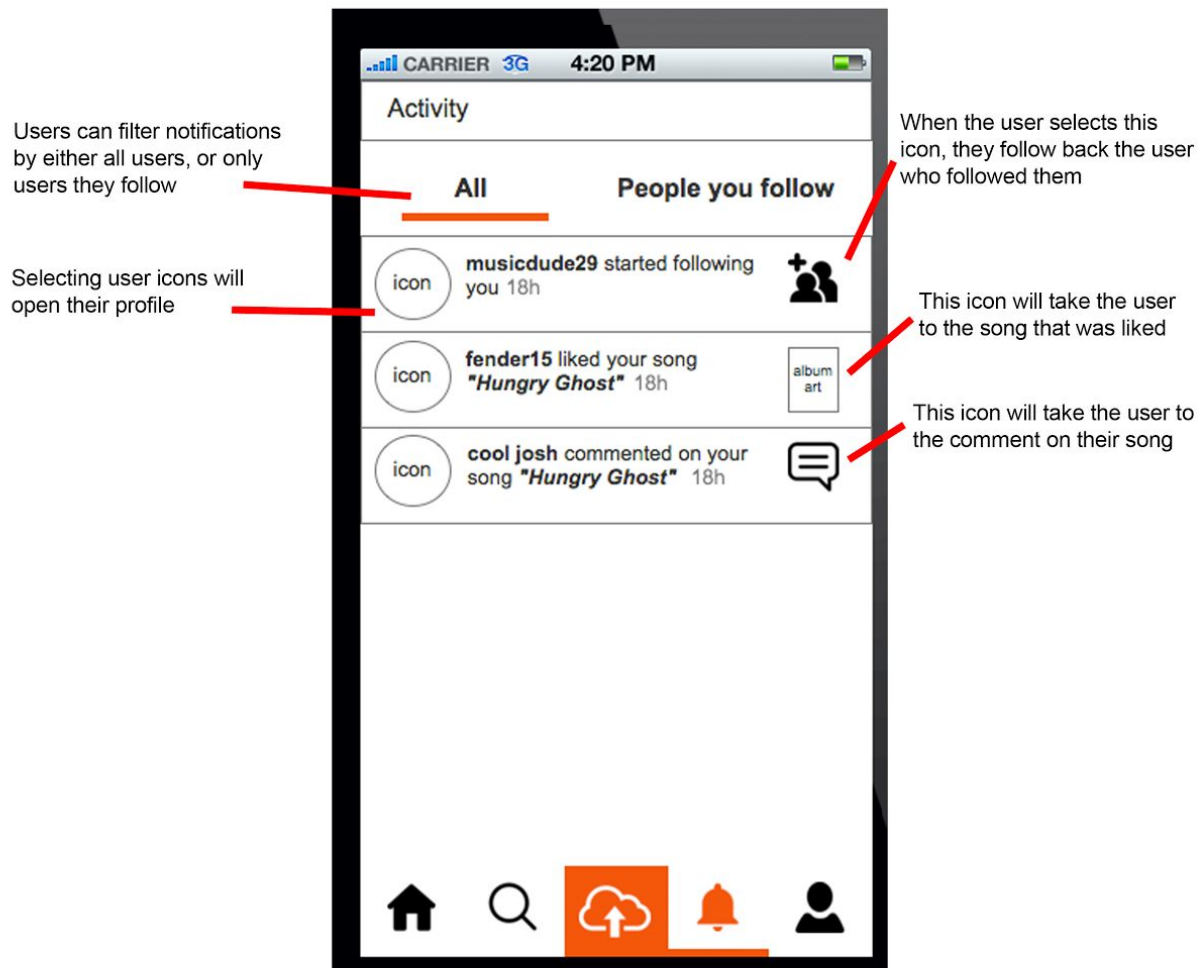 CARRIER 3G 4:20 PM
Activity
Users can filter notifications
by either all users, or only
users they follow
When the user selects this
icon, they follow back the user
who followed them
All People you follow
Selecting user icons will
open their profile
icon
musicdude29 started following
you 18h
This icon will take the user
to the song that was liked
icon
fender15 liked your song
"Hungry Ghost" 18h
album
art
This icon will take the user to
the comment on their song
icon
cool josh commented on your
song "Hungry Ghost" 18h